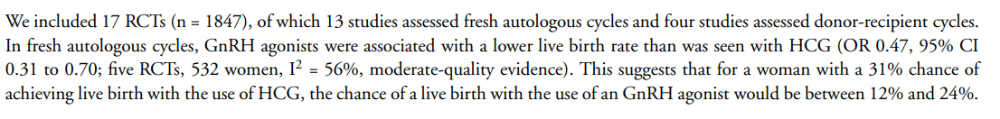 We included 17 RCTs (n = 1847), of which 13 studies assessed fresh autologous cycles and four studies assessed donor-recipient cycles.
In fresh autologous cycles, GnRH agonists were associated with a lower live birth rate than was seen with HCG (OR 0.47, 95% CI
0.31 to 0.70; five RCTs, 532 women, I² = 56%, moderate-quality evidence). This suggests that for a woman with a 31% chance of
achieving live birth with the use of HCG, the chance of a live birth with the use of an GnRH agonist would be between 12% and 24%.